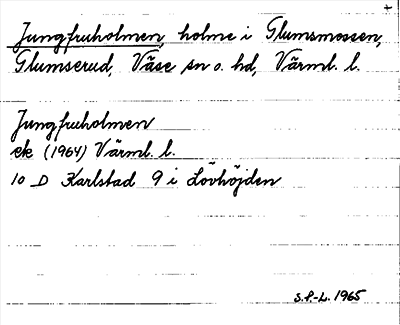 +
Jungfruholmen, holme i Glumsmossen,
Glumserud, Väse sn o. hd, Värml. l.
Jungfruholmen
ek (1964) Värml. l.
10 D Karlstad 9 i Lövhöjden
S.P.-L. 1965